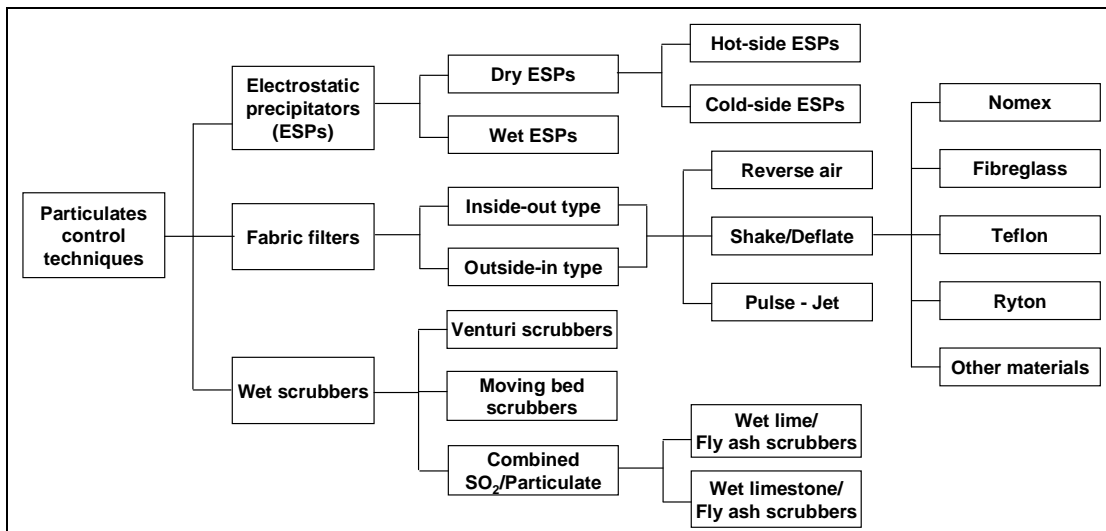 Particulates
control
techniques
Electrostatic
precipitators
(ESPs)
Dry ESPs
Hot-side ESPs
Cold-side ESPs
Wet ESPs
Fabric filters
Inside-out type
Outside-in type
Reverse air
Shake/Deflate
Pulse - Jet
Nomex
Fibreglass
Teflon
Ryton
Other materials
Wet scrubbers
Venturi scrubbers
Moving bed
scrubbers
Combined
SO₂/Particulate
Wet lime/
Fly ash scrubbers
Wet limestone/
Fly ash scrubbers